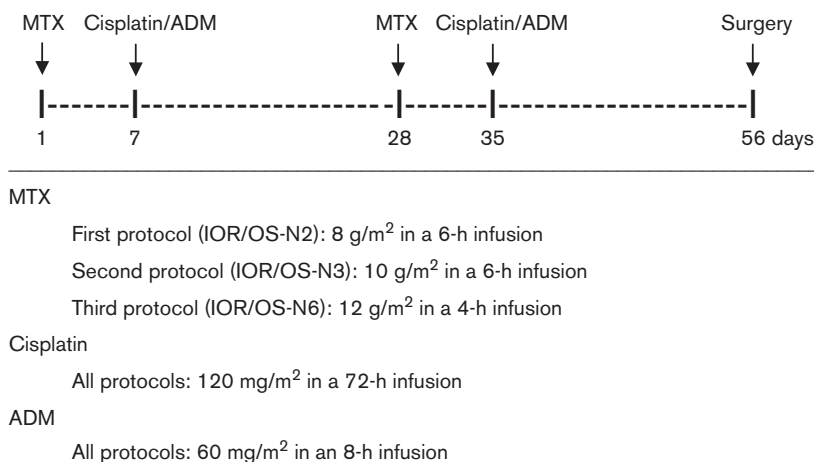 MTX Cisplatin/ADM MTX Cisplatin/ADM Surgery
1 7 28 35 56 days
MTX
First protocol (IOR/OS-N2): 8 g/m² in a 6-h infusion
Second protocol (IOR/OS-N3): 10 g/m² in a 6-h infusion
Third protocol (IOR/OS-N6): 12 g/m² in a 4-h infusion
Cisplatin
All protocols: 120 mg/m² in a 72-h infusion
ADM
All protocols: 60 mg/m² in an 8-h infusion